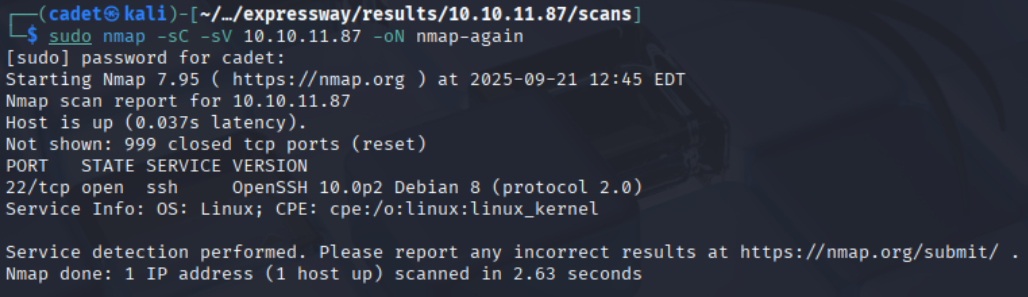 ┌──(cadet㉿kali)-[~/…/expressway/results/10.10.11.87/scans]
└─$ sudo nmap -sC -sV 10.10.11.87 -oN nmap-again
[sudo] password for cadet:
Starting Nmap 7.95 ( https://nmap.org ) at 2025-09-21 12:45 EDT
Nmap scan report for 10.10.11.87
Host is up (0.037s latency).
Not shown: 999 closed tcp ports (reset)
PORT   STATE SERVICE VERSION
22/tcp open  ssh     OpenSSH 10.0p2 Debian 8 (protocol 2.0)
Service Info: OS: Linux; CPE: cpe:/o:linux:linux_kernel

Service detection performed. Please report any incorrect results at https://nmap.org/submit/ .
Nmap done: 1 IP address (1 host up) scanned in 2.63 seconds